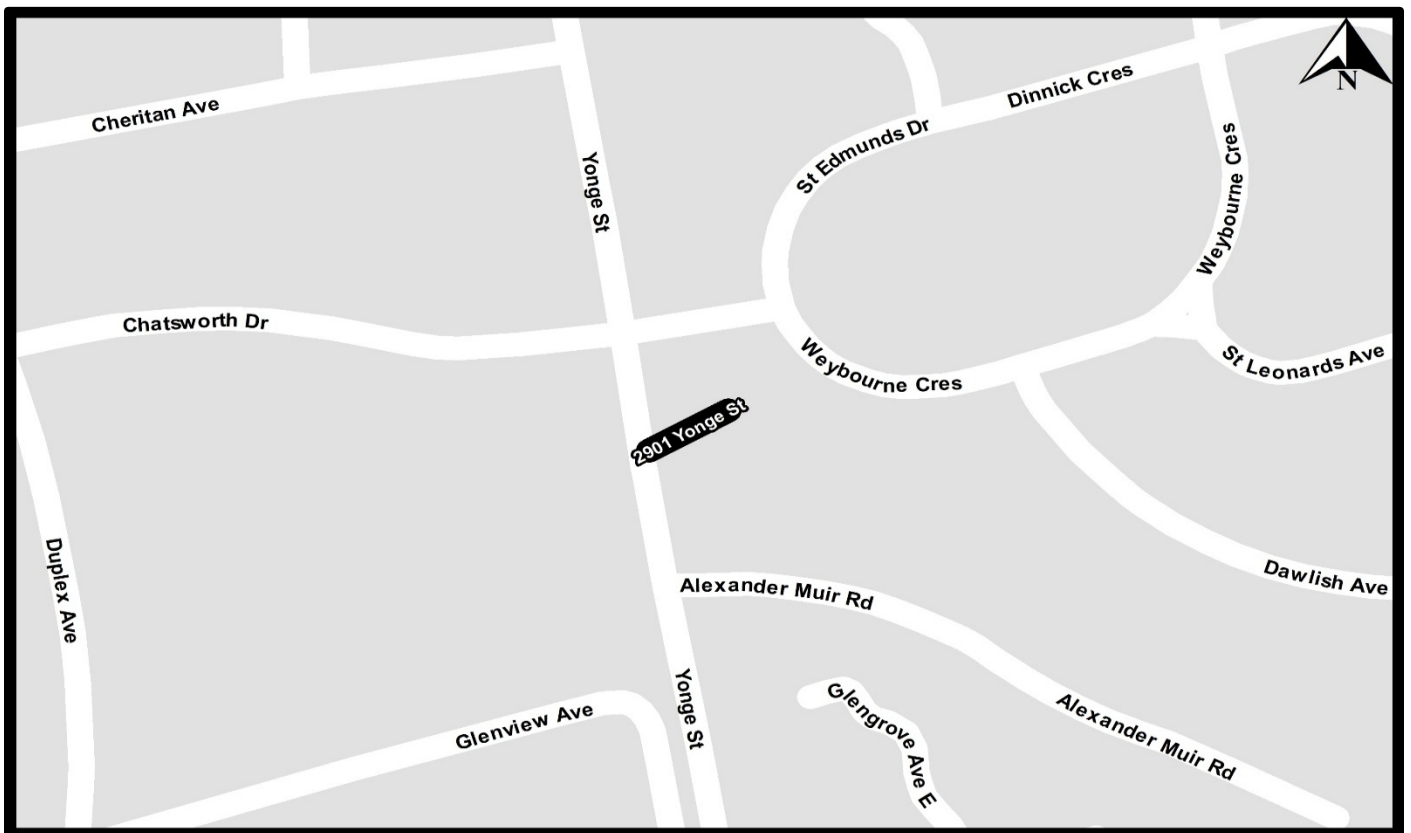 N
Dinnick Cres
Cheritan Ave
St Edmunds Dr
Yonge St
Weybourne Cres
Chatsworth Dr
Weybourne Cres
St Leonards Ave
2901 Yonge St
Duplex Ave
Dawlish Ave
Alexander Muir Rd
Yonge St
Glengrove Ave E
Alexander Muir Rd
Glenview Ave